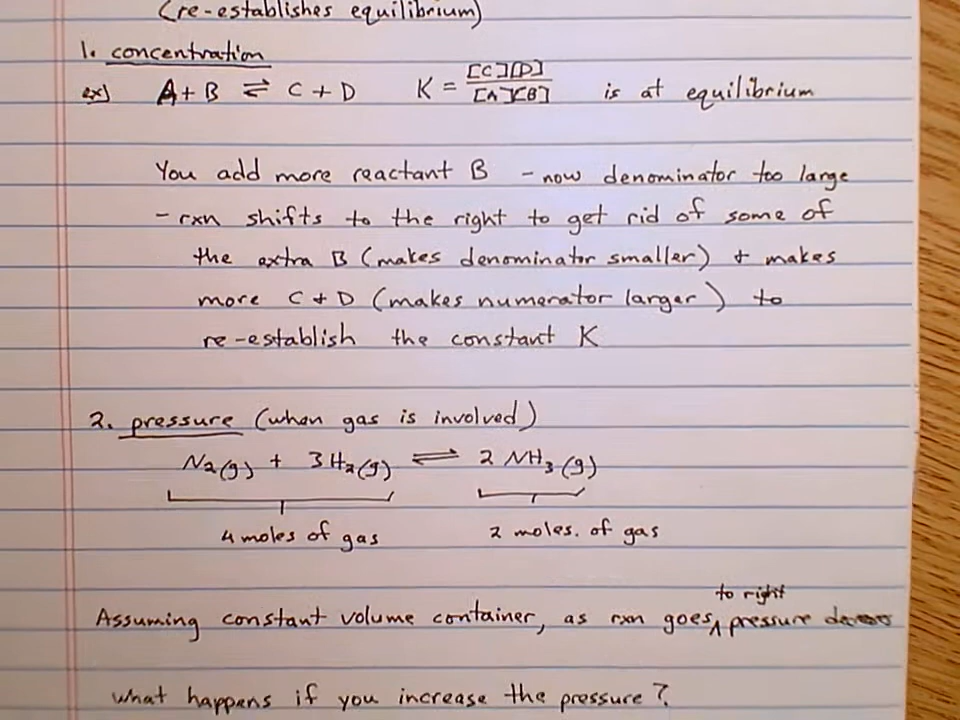 (re-establishes equilibrium)
1. concentration
ex) A + B ⇌ C + D K = [C][D] / [A][B] is at equilibrium
You add more reactant B - now denominator too large
- rxn shifts to the right to get rid of some of
the extra B (makes denominator smaller) + makes
more C + D (makes numerator larger) to
re-establish the constant K
2. pressure (when gas is involved)
N2(g) + 3H2(g) ⇌ 2 NH3(g)
4 moles of gas 2 moles. of gas
to right
Assuming constant volume container, as rxn goes ^ pressure
what happens if you increase the pressure?